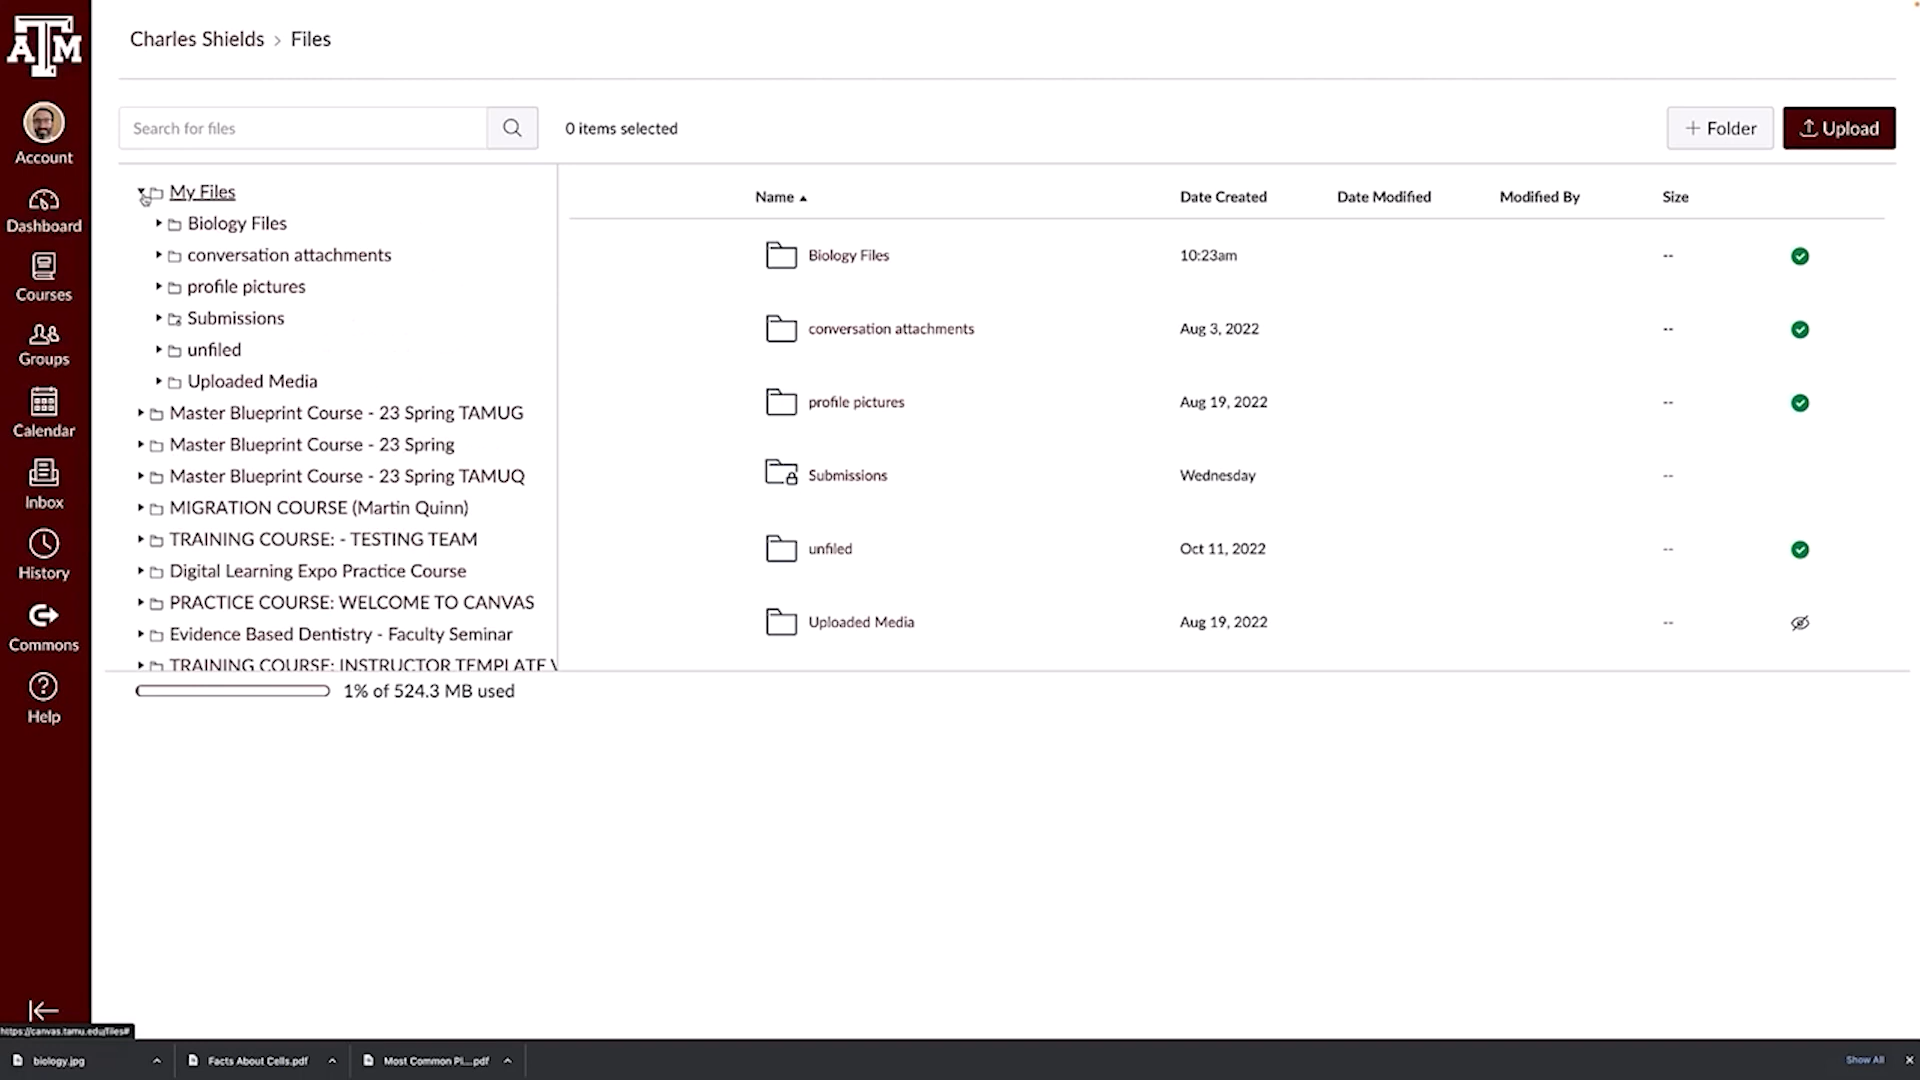 ATM
Charles Shields > Files
Search for files
0 items selected
+ Folder
Upload
Account
Dashboard
Courses
Groups
Calendar
Inbox
History
Commons
Help
My Files
Biology Files
conversation attachments
profile pictures
Submissions
unfiled
Uploaded Media
Master Blueprint Course - 23 Spring TAMUG
Master Blueprint Course - 23 Spring
Master Blueprint Course - 23 Spring TAMUQ
MIGRATION COURSE (Martin Quinn)
TRAINING COURSE: - TESTING TEAM
Digital Learning Expo Practice Course
PRACTICE COURSE: WELCOME TO CANVAS
Evidence Based Dentistry - Faculty Seminar
TRAINING COURSE: INSTRUCTOR TEMPLATE
1% of 524.3 MB used
Name Date Created Date Modified Modified By Size
Biology Files 10:23am --
conversation attachments Aug 3, 2022 --
profile pictures Aug 19, 2022 --
Submissions Wednesday --
unfiled Oct 11, 2022 --
Uploaded Media Aug 19, 2022 --
https://canvas.tamu.edu/files#
biology.jpg
Facts About Cells.pdf
Most Common Pl....pdf
Show All